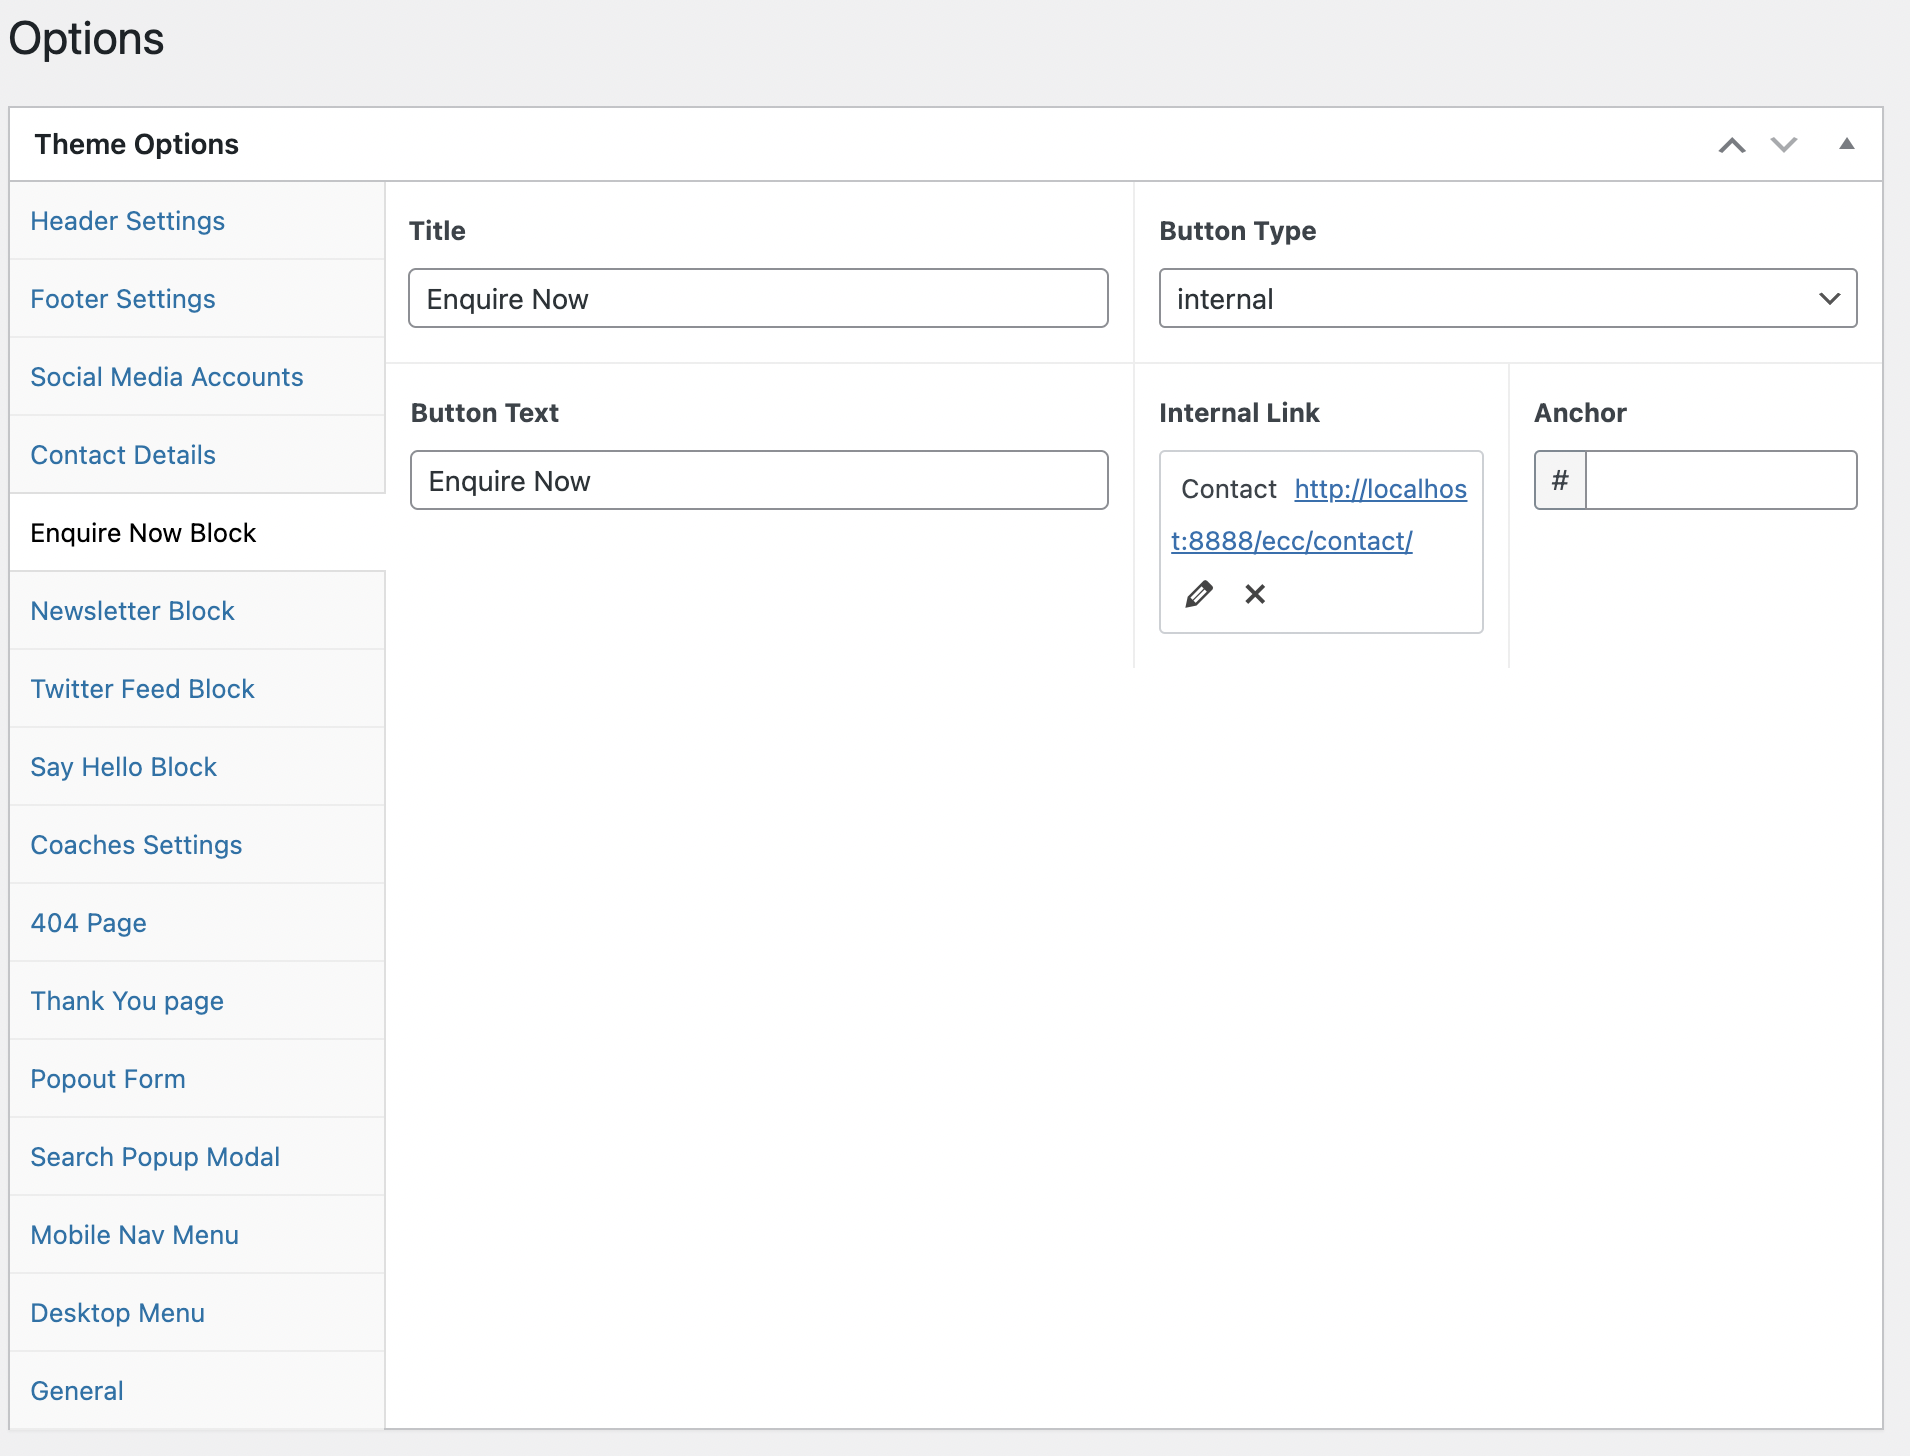 Options
Theme Options
Header Settings
Footer Settings
Social Media Accounts
Contact Details
Enquire Now Block
Newsletter Block
Twitter Feed Block
Say Hello Block
Coaches Settings
404 Page
Thank You page
Popout Form
Search Popup Modal
Mobile Nav Menu
Desktop Menu
General
Title
Enquire Now
Button Type
internal
Button Text
Enquire Now
Internal Link
Contact http://localhos
t:8888/ecc/contact/
Anchor
#